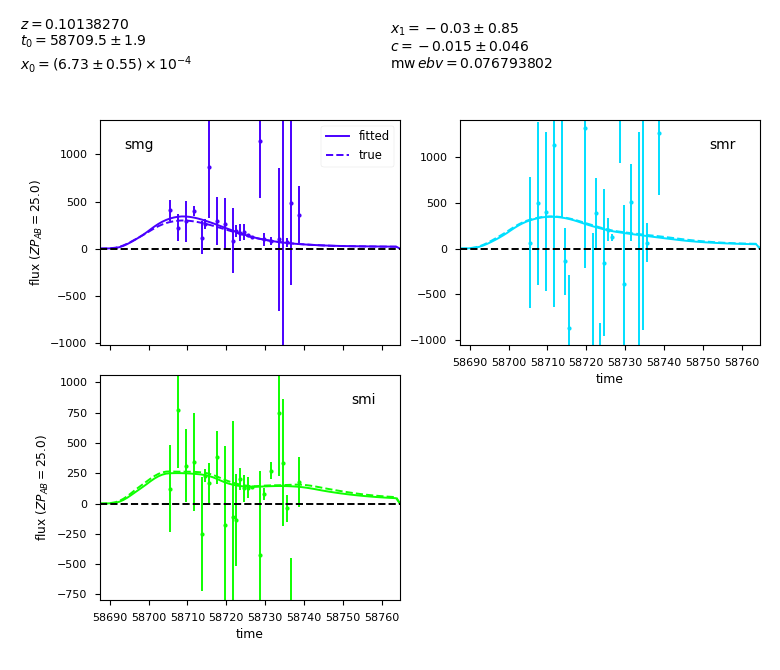 z = 0.10138270
t₀ = 58709.5 ± 1.9
x₀ = (6.73 ± 0.55) × 10⁻⁴
x₁ = −0.03 ± 0.85
c = −0.015 ± 0.046
mw ebv = 0.076793802
smg
fitted
true
1000
500
0
−500
−1000
flux (ZP_AB = 25.0)
smr
1000
500
0
−500
−1000
58690 58700 58710 58720 58730 58740 58750 58760
time
smi
1000
750
500
250
0
−250
−500
−750
flux (ZP_AB = 25.0)
58690 58700 58710 58720 58730 58740 58750 58760
time